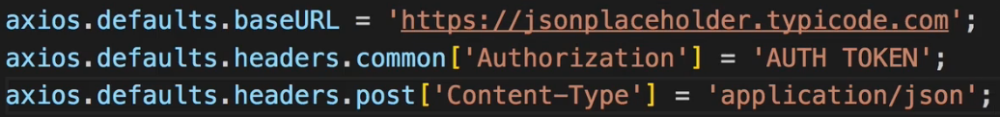 axios.defaults.baseURL = 'https://jsonplaceholder.typicode.com';
axios.defaults.headers.common['Authorization'] = 'AUTH TOKEN';
axios.defaults.headers.post['Content-Type'] = 'application/json';